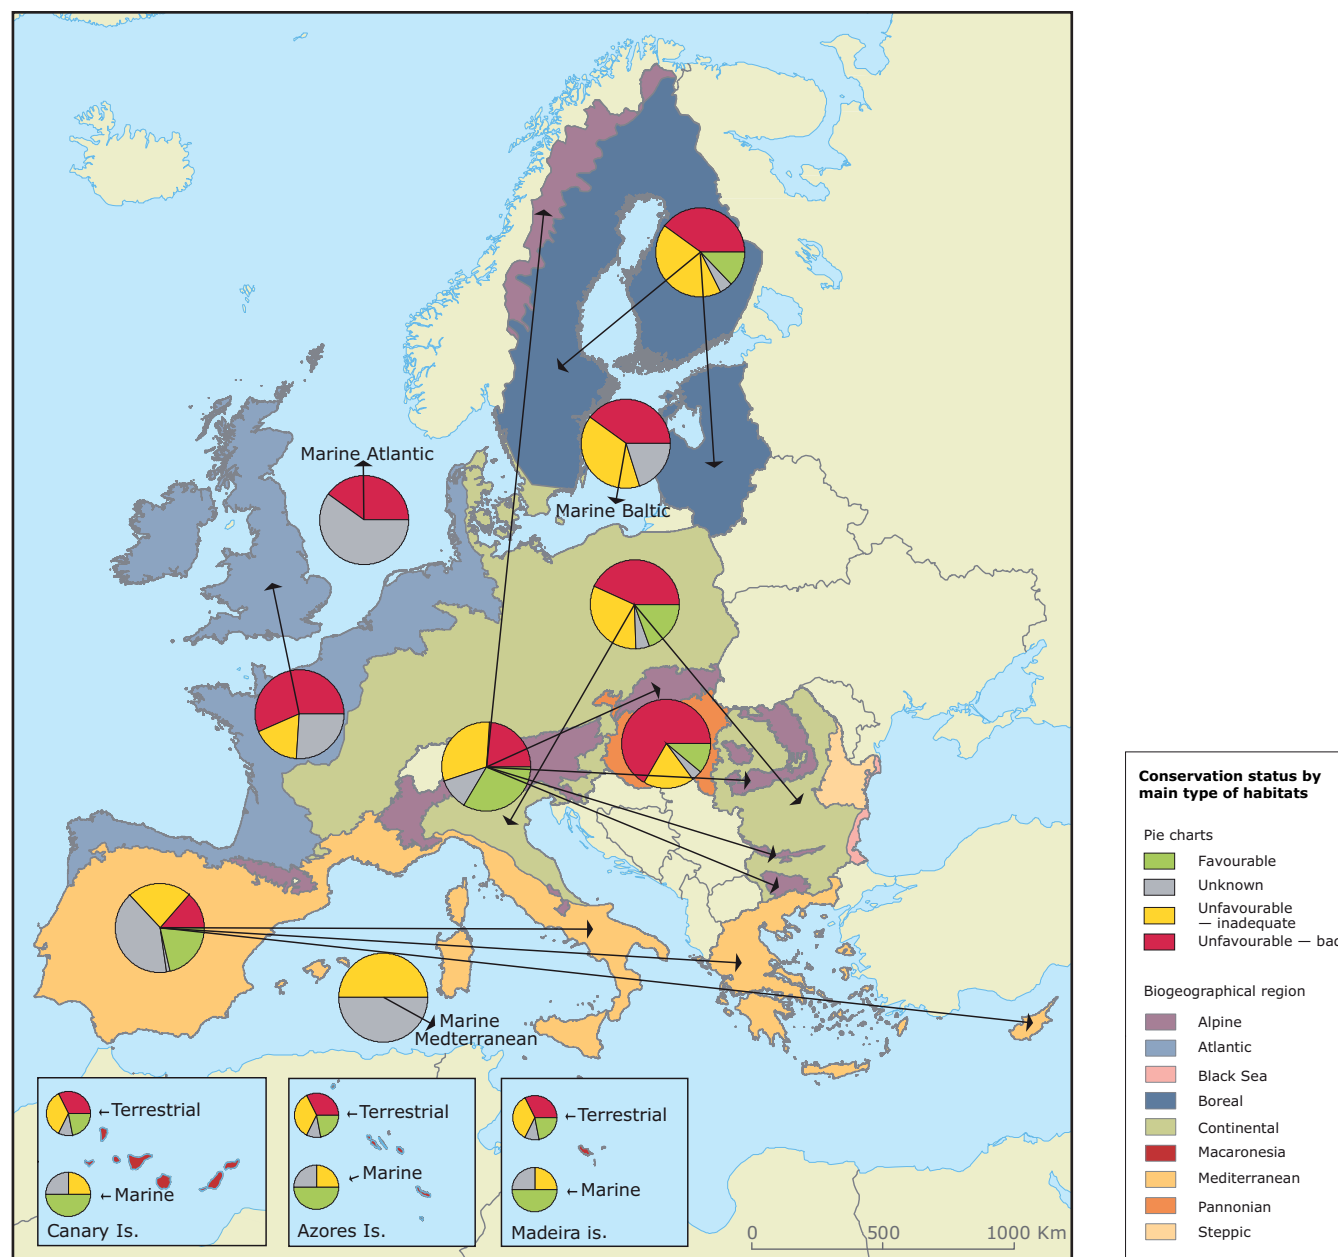 Marine Atlantic
Marine Baltic
Marine
Medterranean
Terrestrial
Marine
Canary Is.
Terrestrial
Marine
Azores Is.
Terrestrial
Marine
Madeira is.
0 500 1000 Km
Conservation status by
main type of habitats
Pie charts
Favourable
Unknown
Unfavourable
— inadequate
Unfavourable — bad
Biogeographical region
Alpine
Atlantic
Black Sea
Boreal
Continental
Macaronesia
Mediterranean
Pannonian
Steppic